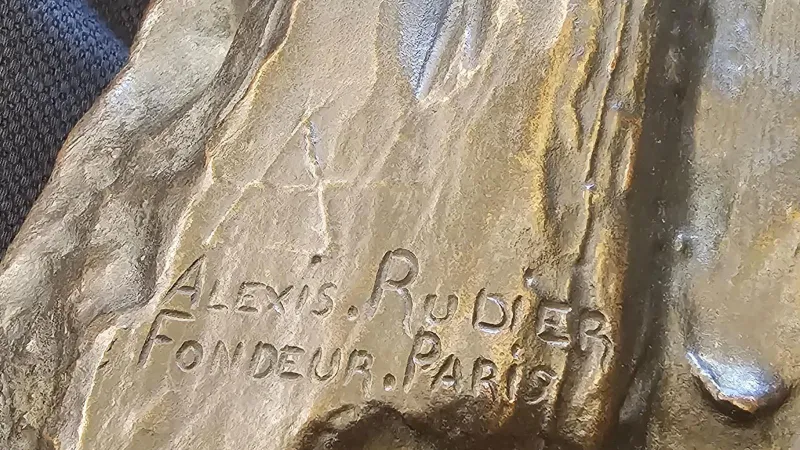 A
ALEXIS. RUDIER
FONDEUR. PARIS